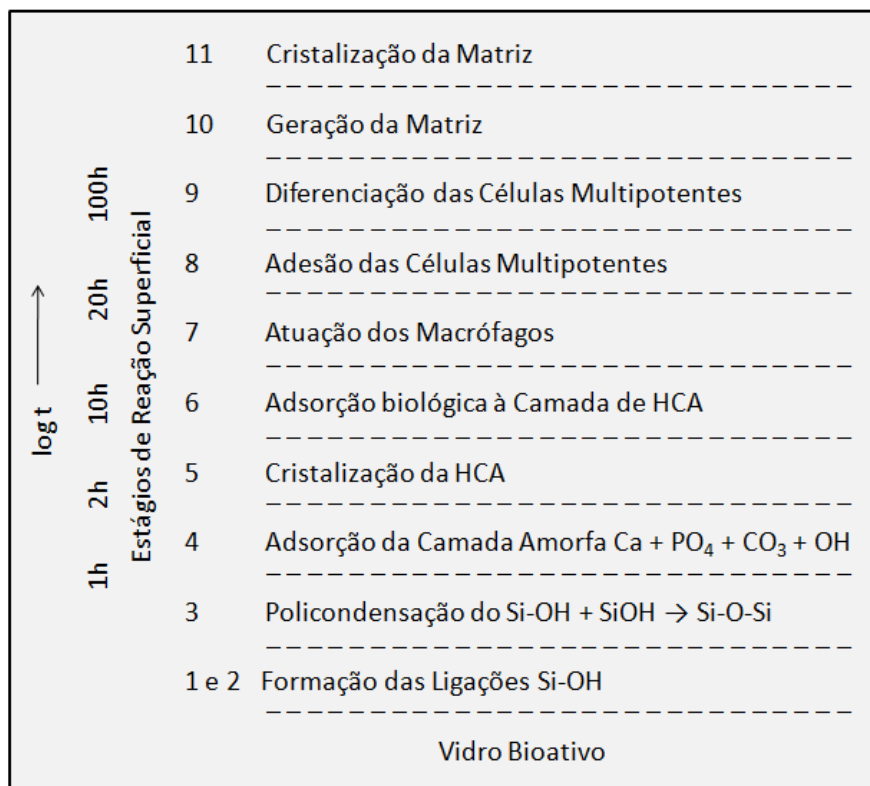 11 Cristalização da Matriz
10 Geração da Matriz
9 Diferenciação das Células Multipotentes
8 Adesão das Células Multipotentes
7 Atuação dos Macrófagos
6 Adsorção biológica à Camada de HCA
5 Cristalização da HCA
4 Adsorção da Camada Amorfa Ca + PO₄ + CO₃ + OH
3 Policondensação do Si-OH + SiOH → Si-O-Si
1 e 2 Formação das Ligações Si-OH
Vidro Bioativo
log t
1h 2h 10h 20h 100h
Estágios de Reação Superficial